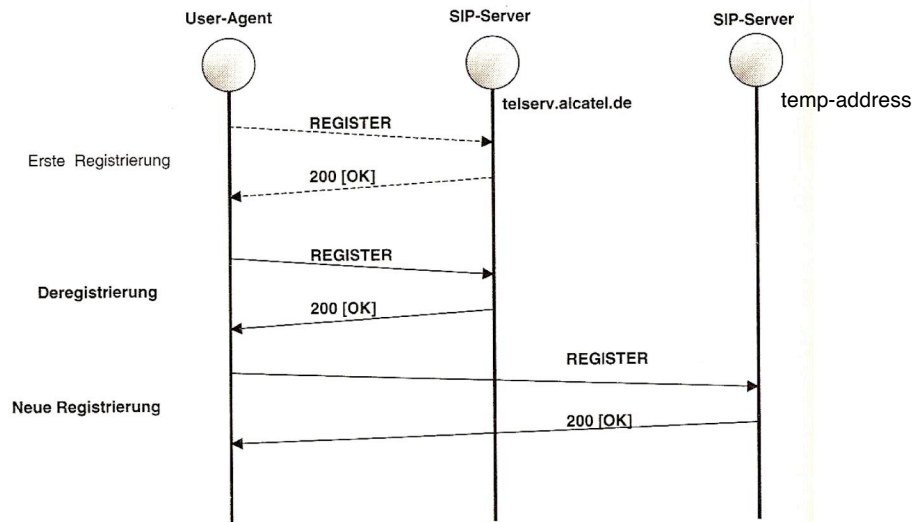 User-Agent
SIP-Server
SIP-Server
telserv.alcatel.de
temp-address
REGISTER
Erste Registrierung
200 [OK]
REGISTER
Deregistrierung
200 [OK]
REGISTER
Neue Registrierung
200 [OK]